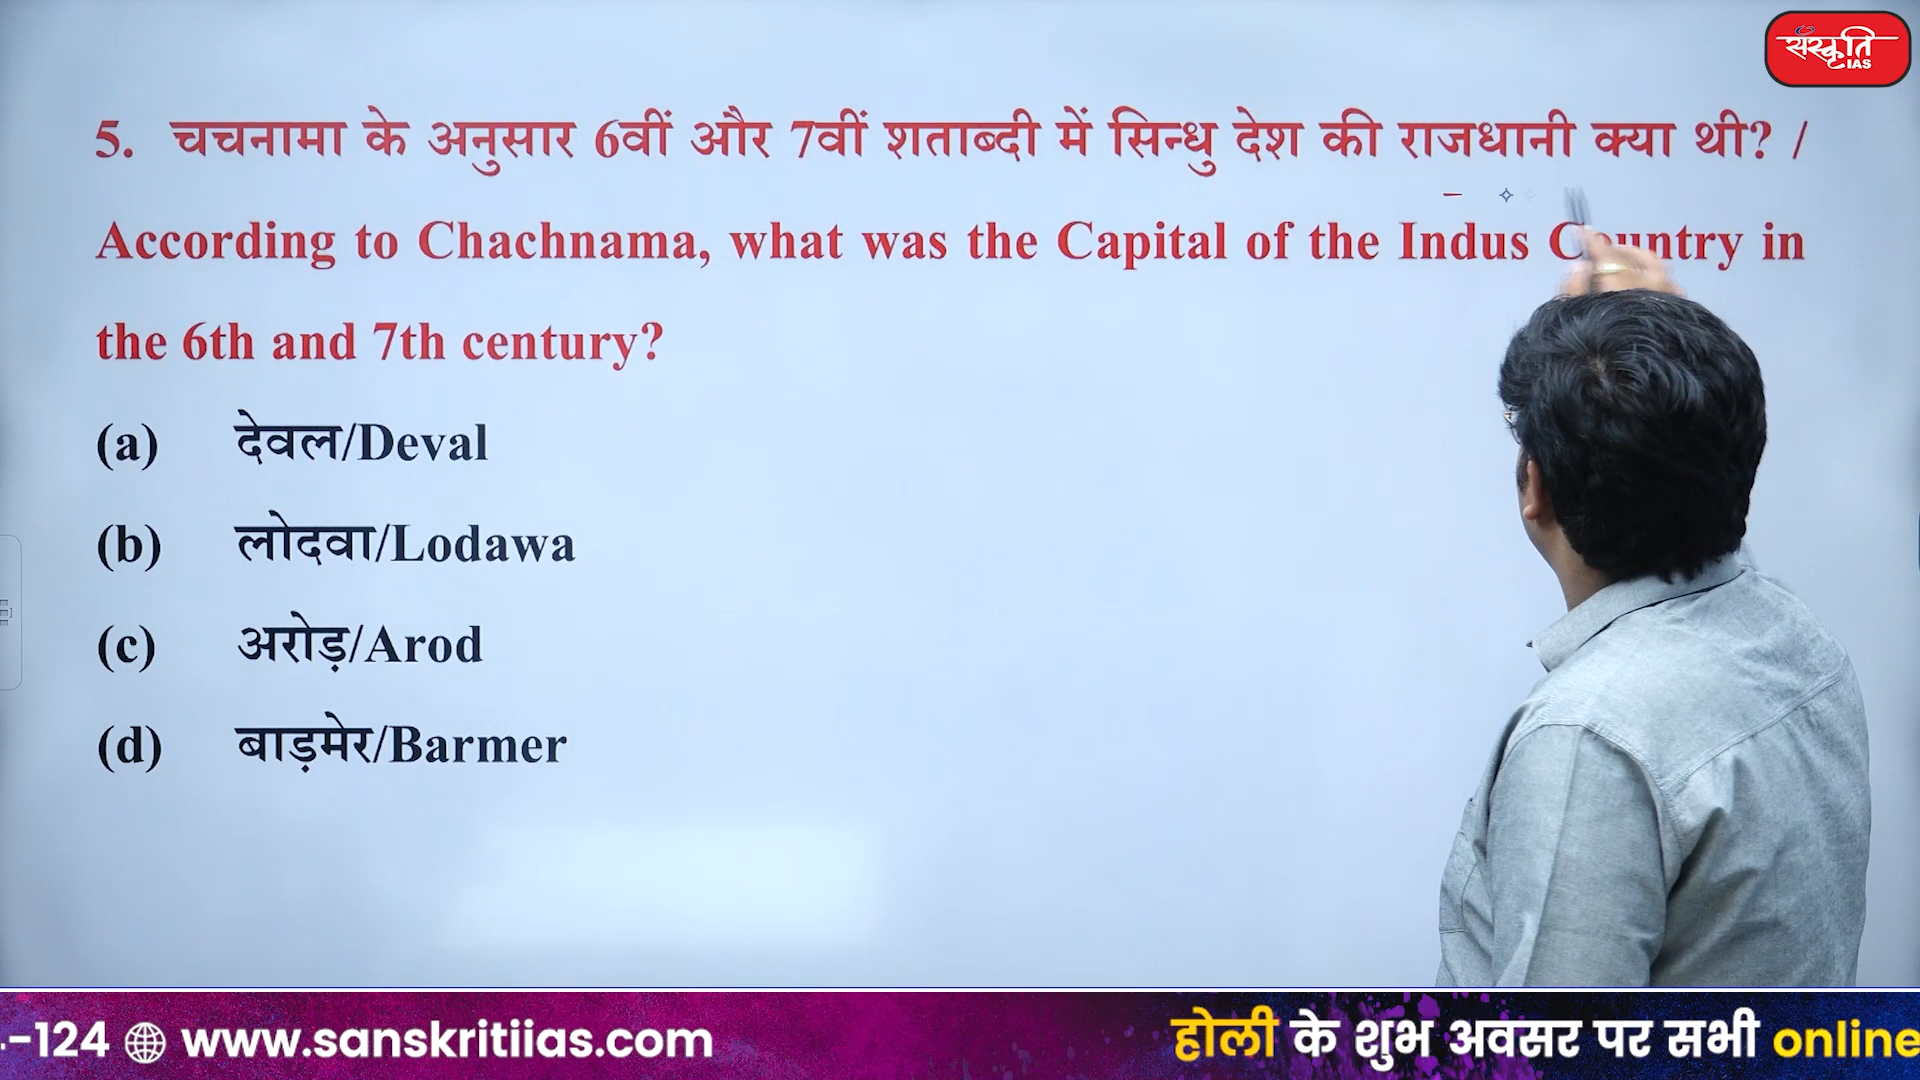 संस्कृति
IAS
5. चचनामा के अनुसार 6वीं और 7वीं शताब्दी में सिन्धु देश की राजधानी क्या थी? /
According to Chachnama, what was the Capital of the Indus Country in
the 6th and 7th century?
(a) देवल/Deval
(b) लोदवा/Lodawa
(c) अरोड़/Arod
(d) बाड़मेर/Barmer
-124 www.sanskritiias.com होली के शुभ अवसर पर सभी online